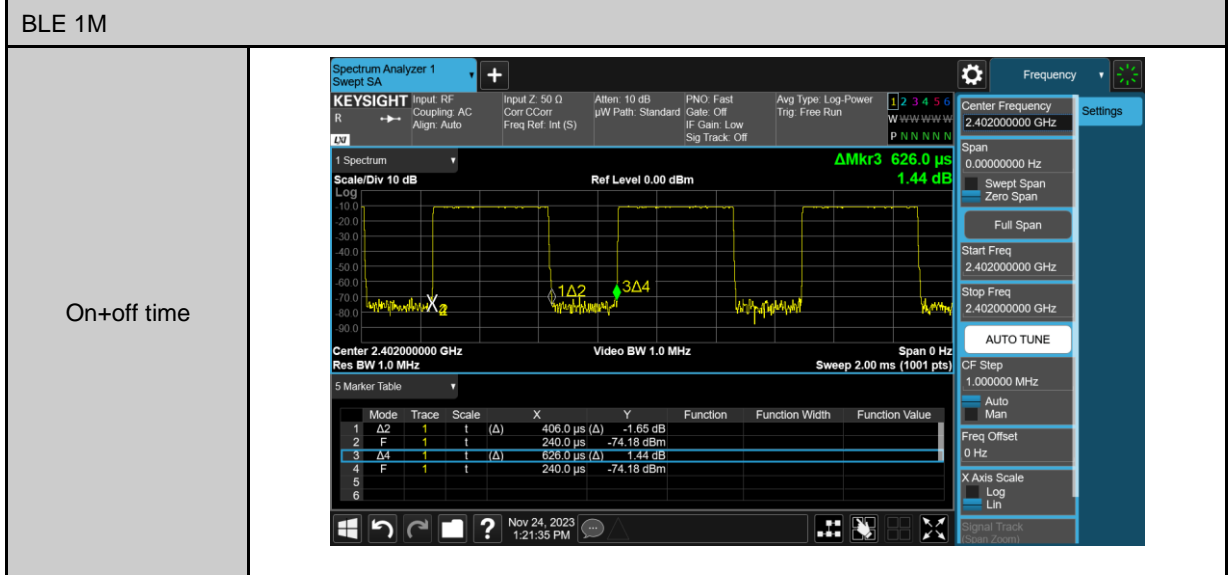 BLE 1M
On+off time
Spectrum Analyzer 1
Swept SA
+
Frequency
Settings
KEYSIGHT
R
LXI
Input: RF
Coupling: AC
Align: Auto
Input Z: 50 Ω
Corr CCorr
Freq Ref: Int (S)
Atten: 10 dB
µW Path: Standard
PNO: Fast
Gate: Off
IF Gain: Low
Sig Track: Off
Avg Type: Log-Power
Trig: Free Run
1 2 3 4 5 6
W W W W W W
P N N N N N
1 Spectrum
ΔMkr3 626.0 µs
1.44 dB
Scale/Div 10 dB
Ref Level 0.00 dBm
Log
-10.0
-20.0
-30.0
-40.0
-50.0
-60.0
-70.0
-80.0
-90.0
1Δ2
3Δ4
Center 2.402000000 GHz
Video BW 1.0 MHz
Span 0 Hz
Res BW 1.0 MHz
Sweep 2.00 ms (1001 pts)
5 Marker Table
Mode Trace Scale X Y Function Function Width Function Value
1 Δ2 1 t (Δ) 406.0 µs (Δ) -1.65 dB
2 F 1 t 240.0 µs -74.18 dBm
3 Δ4 1 t (Δ) 626.0 µs (Δ) 1.44 dB
4 F 1 t 240.0 µs -74.18 dBm
5
6
Nov 24, 2023
1:21:35 PM
Center Frequency
2.402000000 GHz
Span
0.00000000 Hz
Swept Span
Zero Span
Full Span
Start Freq
2.402000000 GHz
Stop Freq
2.402000000 GHz
AUTO TUNE
CF Step
1.000000 MHz
Auto
Man
Freq Offset
0 Hz
X Axis Scale
Log
Lin
Signal Track
(Span Zoom)